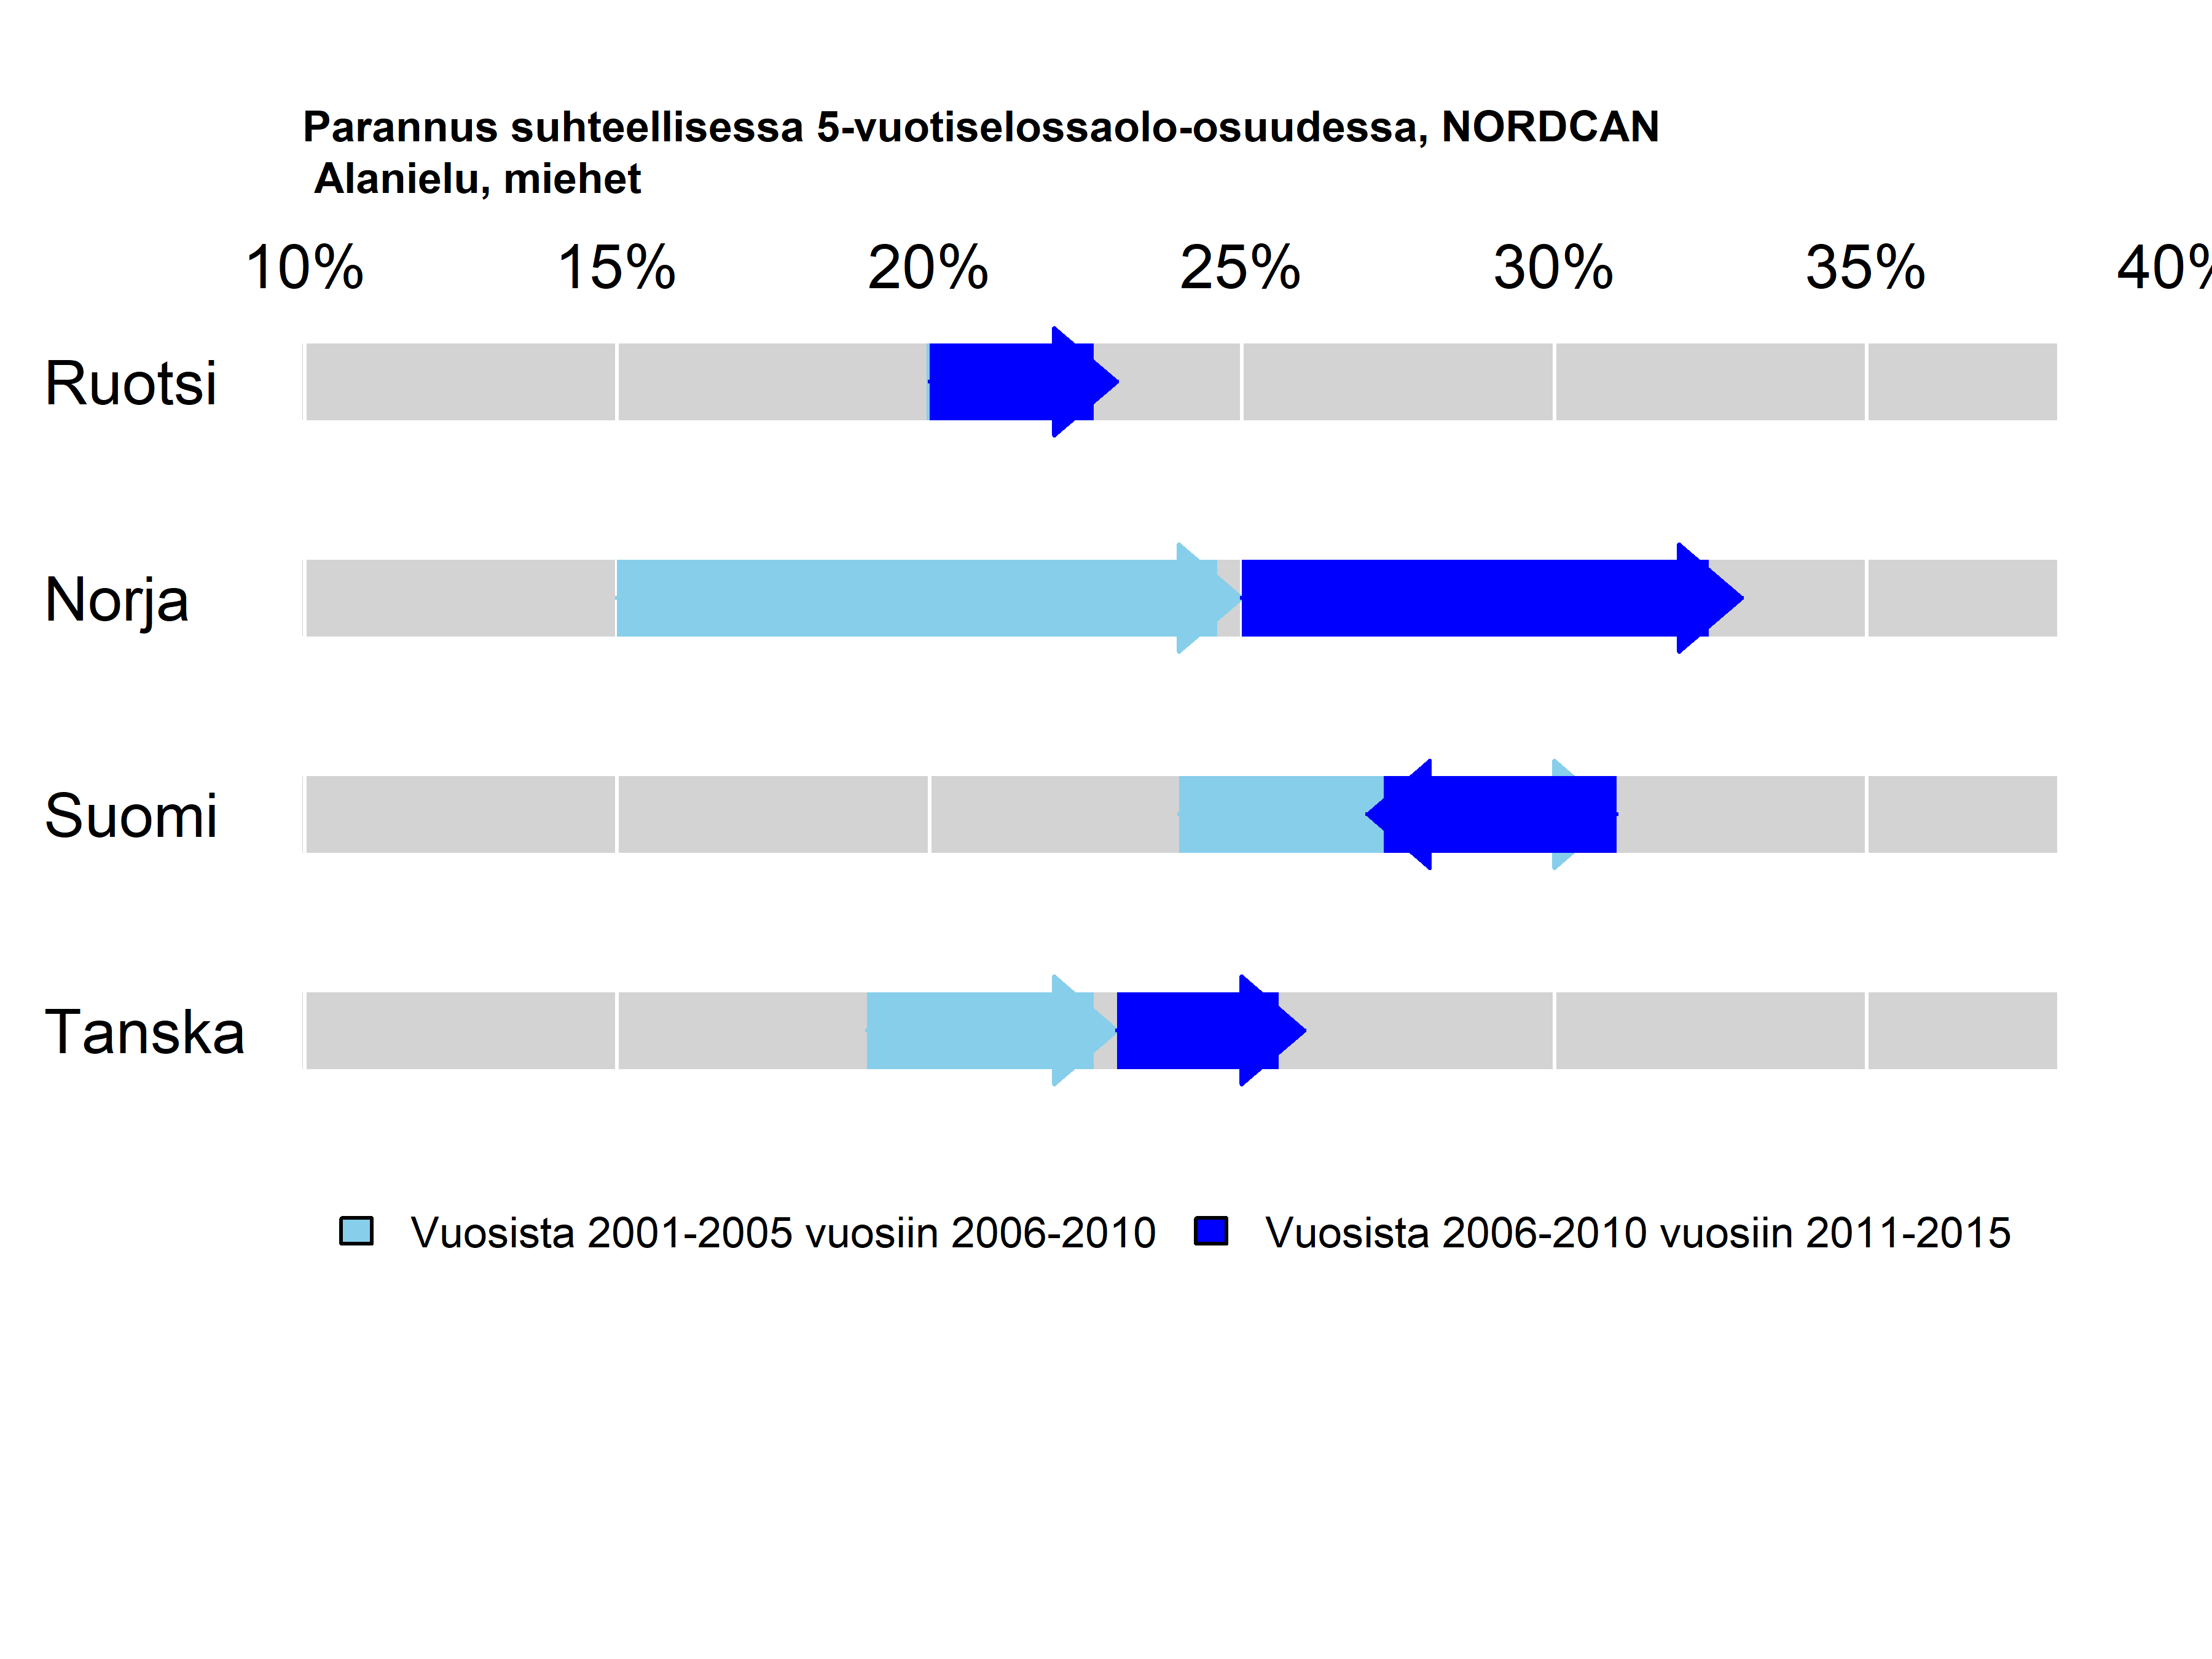 Parannus suhteellisessa 5-vuotiselossaolo-osuudessa, NORDCAN
Alanielu, miehet
10% 15% 20% 25% 30% 35% 40%
Ruotsi
Norja
Suomi
Tanska
Vuosista 2001-2005 vuosiin 2006-2010 Vuosista 2006-2010 vuosiin 2011-2015